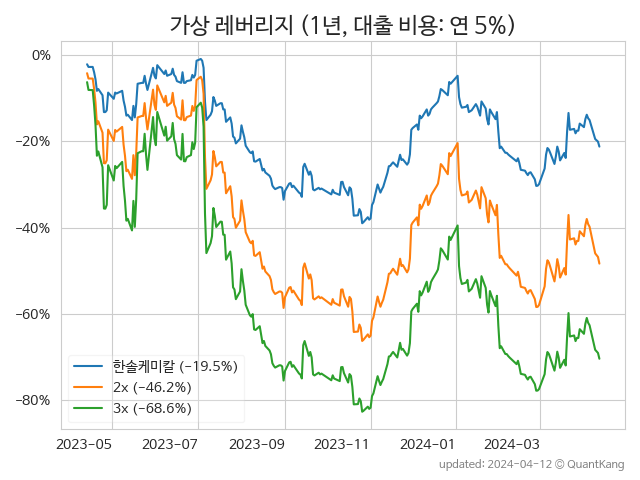 가상 레버리지 (1년, 대출 비용: 연 5%)
0%
−20%
−40%
−60%
−80%
한솔케미칼 (−19.5%)
2x (−46.2%)
3x (−68.6%)
2023-05
2023-07
2023-09
2023-11
2024-01
2024-03
updated: 2024-04-12 © QuantKang